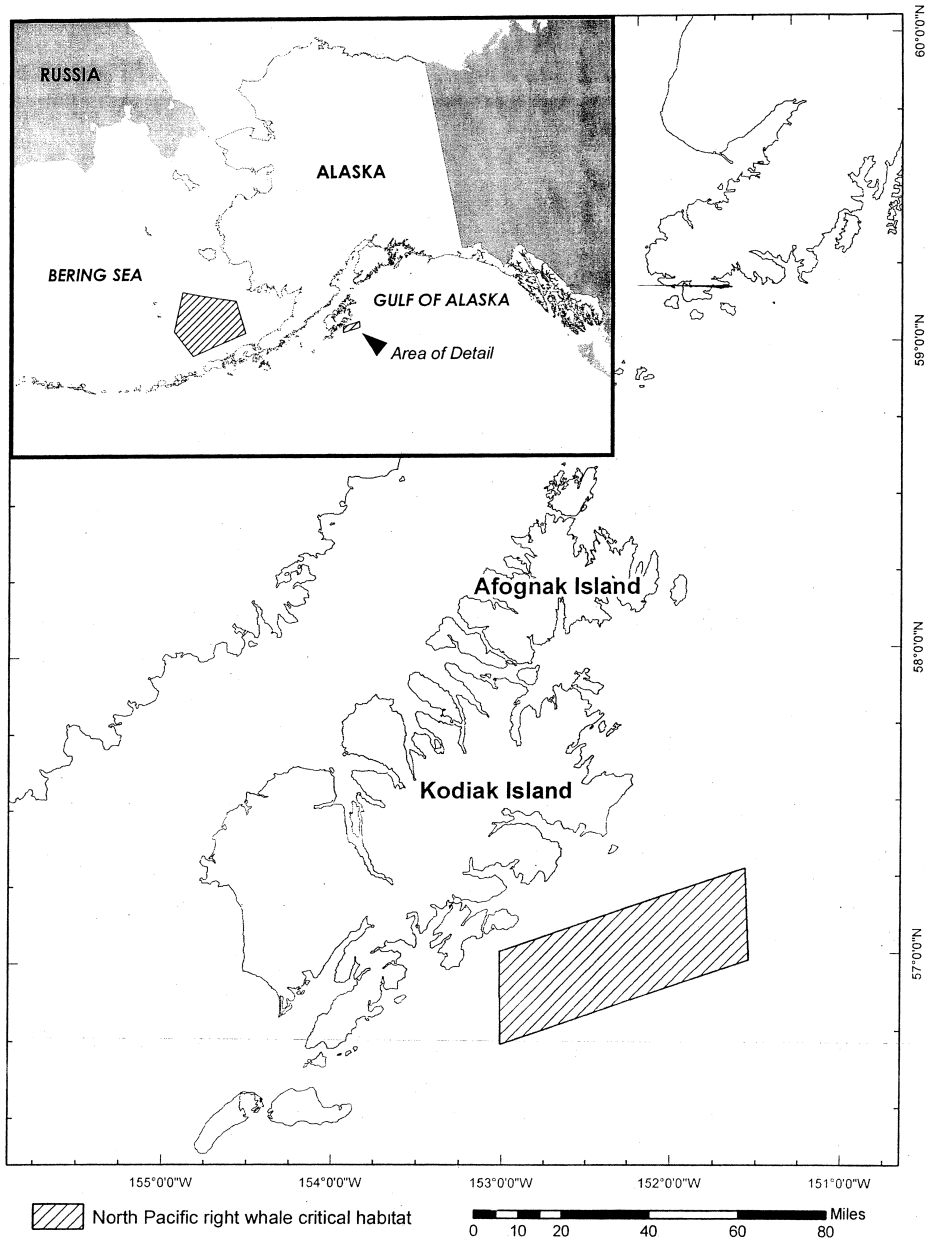 RUSSIA
ALASKA
BERING SEA
GULF OF ALASKA
Area of Detail
Afognak Island
Kodiak Island
60°0'0"N
59°0'0"N
58°0'0"N
57°0'0"N
155°0'0"W
154°0'0"W
153°0'0"W
152°0'0"W
151°0'0"W
North Pacific right whale critical habitat
Miles
0 10 20 40 60 80